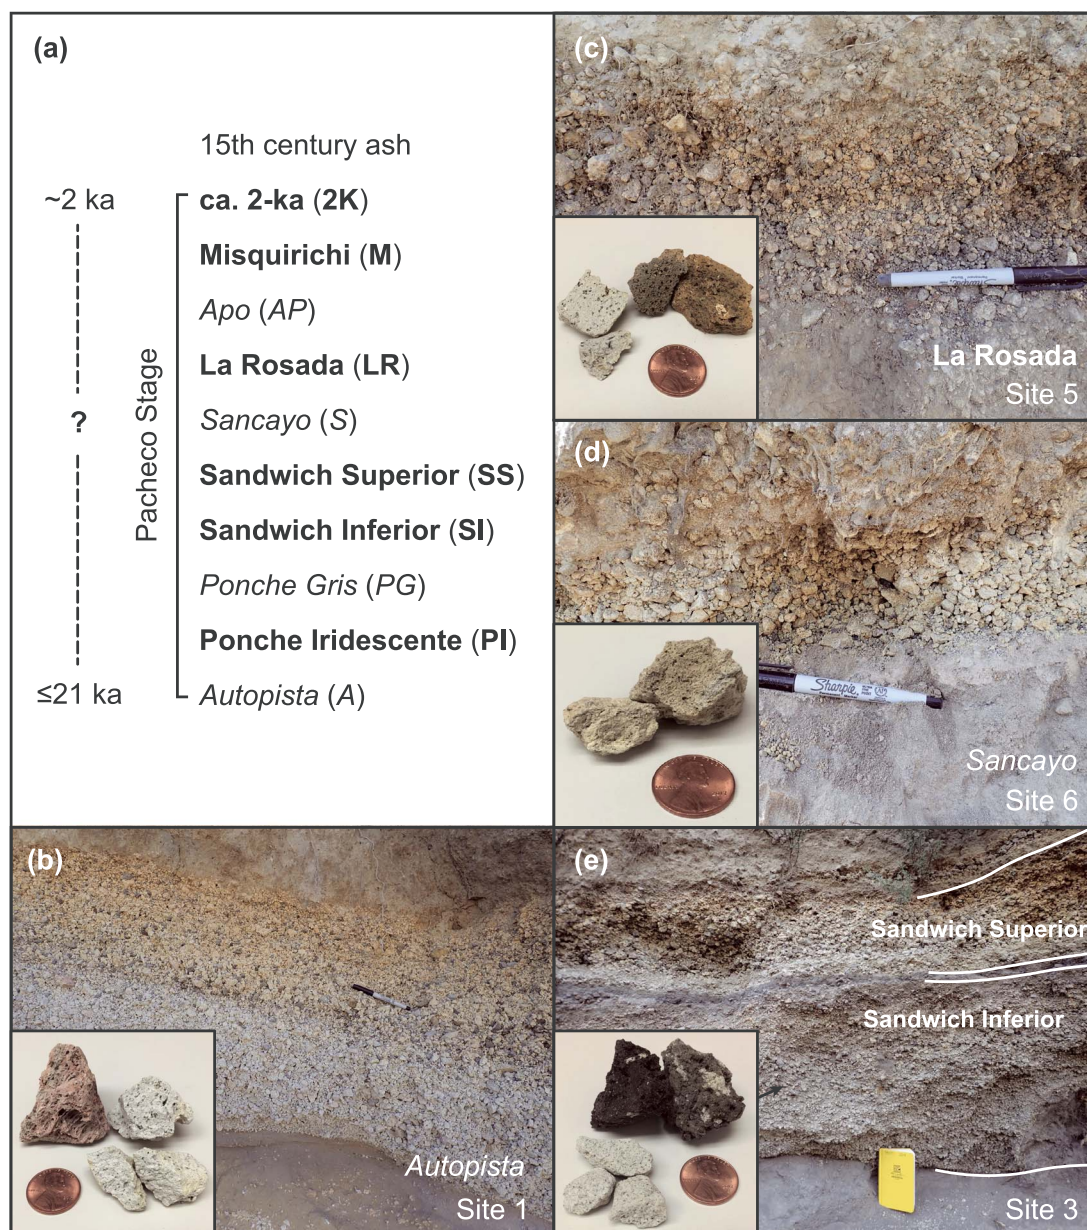 (a)
15th century ash
~2 ka
ca. 2-ka (2K)
Misquirichi (M)
Apo (AP)
La Rosada (LR)
?
Sancayo (S)
Sandwich Superior (SS)
Sandwich Inferior (SI)
Ponche Gris (PG)
Ponche Iridescente (PI)
≤21 ka
Autopista (A)
Pacheco Stage
(b)
Autopista
Site 1
(c)
La Rosada
Site 5
(d)
Sharpie
Sancayo
Site 6
(e)
Sandwich Superior
Sandwich Inferior
Site 3